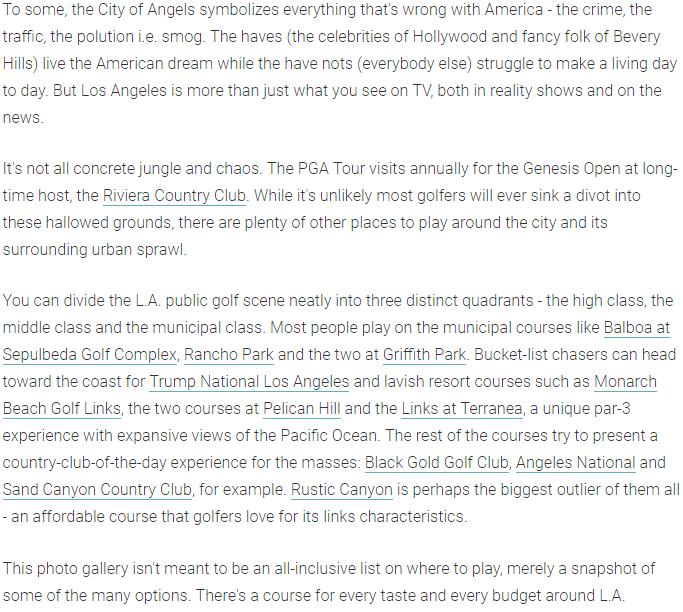 To some, the City of Angels symbolizes everything that's wrong with America - the crime, the
traffic, the polution i.e. smog. The haves (the celebrities of Hollywood and fancy folk of Bevery
Hills) live the American dream while the have nots (everybody else) struggle to make a living day
to day. But Los Angeles is more than just what you see on TV, both in reality shows and on the
news.
It's not all concrete jungle and chaos. The PGA Tour visits annually for the Genesis Open at long-
time host, the Riviera Country Club. While it's unlikely most golfers will ever sink a divot into
these hallowed grounds, there are plenty of other places to play around the city and its
surrounding urban sprawl.
You can divide the L.A. public golf scene neatly into three distinct quadrants - the high class, the
middle class and the municipal class. Most people play on the municipal courses like Balboa at
Sepulbeda Golf Complex, Rancho Park and the two at Griffith Park. Bucket-list chasers can head
toward the coast for Trump National Los Angeles and lavish resort courses such as Monarch
Beach Golf Links, the two courses at Pelican Hill and the Links at Terranea, a unique par-3
experience with expansive views of the Pacific Ocean. The rest of the courses try to present a
country-club-of-the-day experience for the masses: Black Gold Golf Club, Angeles National and
Sand Canyon Country Club, for example. Rustic Canyon is perhaps the biggest outlier of them all
- an affordable course that golfers love for its links characteristics.
This photo gallery isn't meant to be an all-inclusive list on where to play, merely a snapshot of
some of the many options. There's a course for every taste and every budget around L.A.